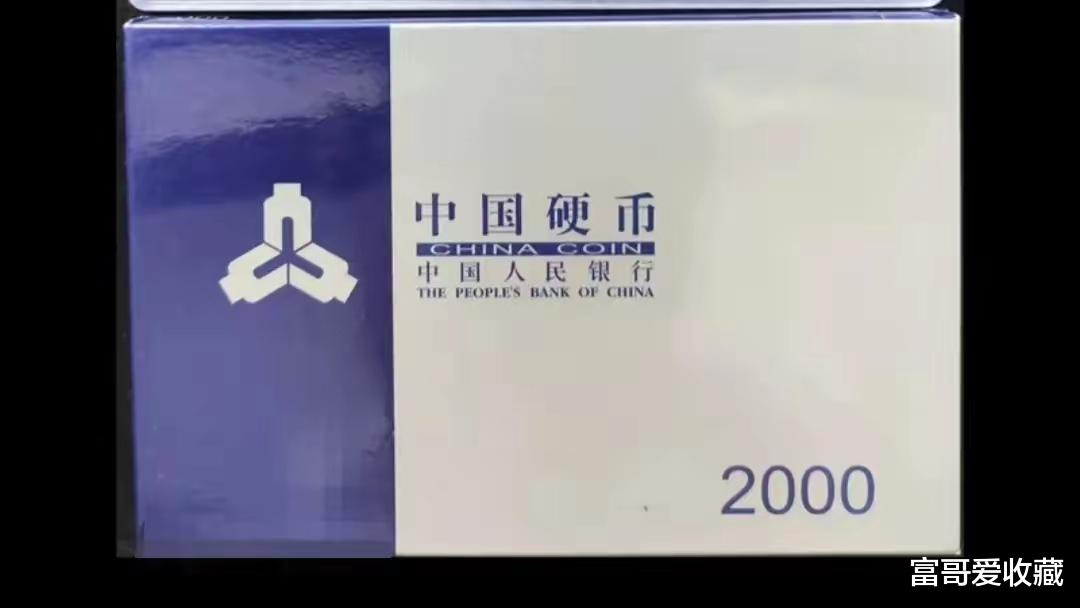 中国硬币
CHINA COIN
中国人民银行
THE PEOPLE'S BANK OF CHINA
2000
富哥爱收藏